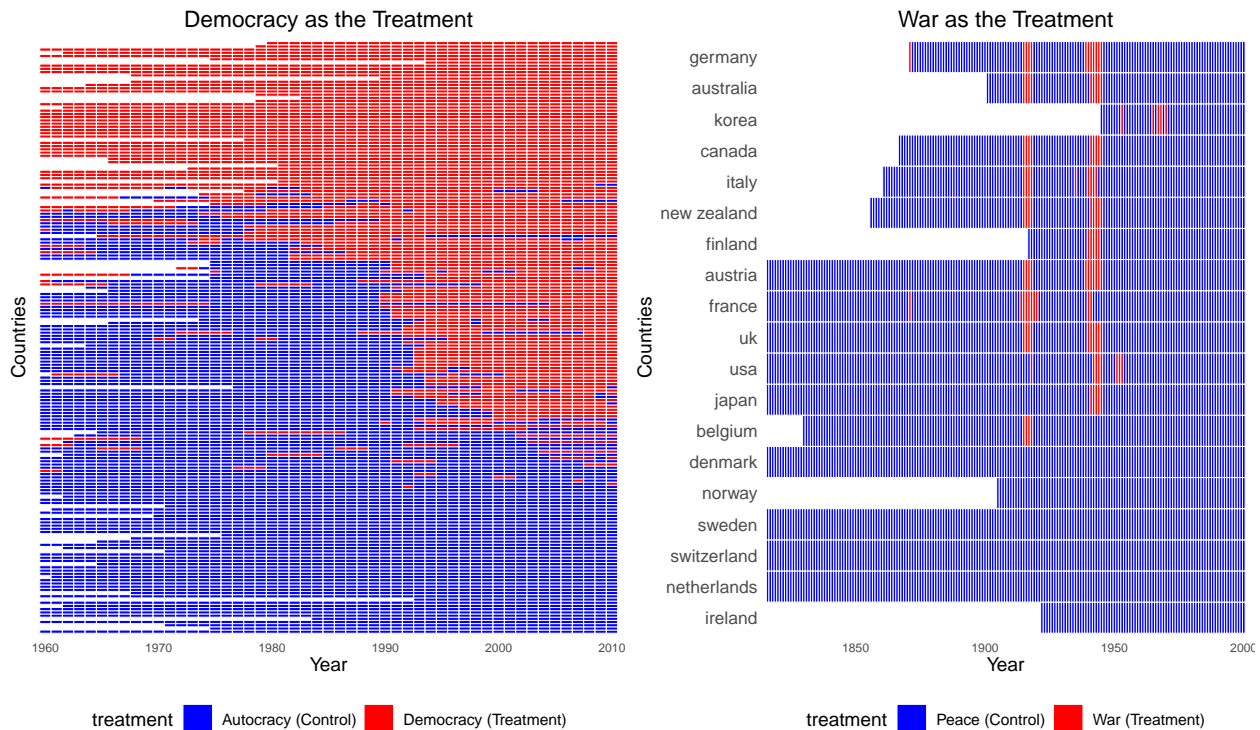 Democracy as the Treatment
Countries
1960 1970 1980 1990 2000 2010
Year
treatment Autocracy (Control) Democracy (Treatment)
War as the Treatment
Countries
germany
australia
korea
canada
italy
new zealand
finland
austria
france
uk
usa
japan
belgium
denmark
norway
sweden
switzerland
netherlands
ireland
1850 1900 1950 2000
Year
treatment Peace (Control) War (Treatment)